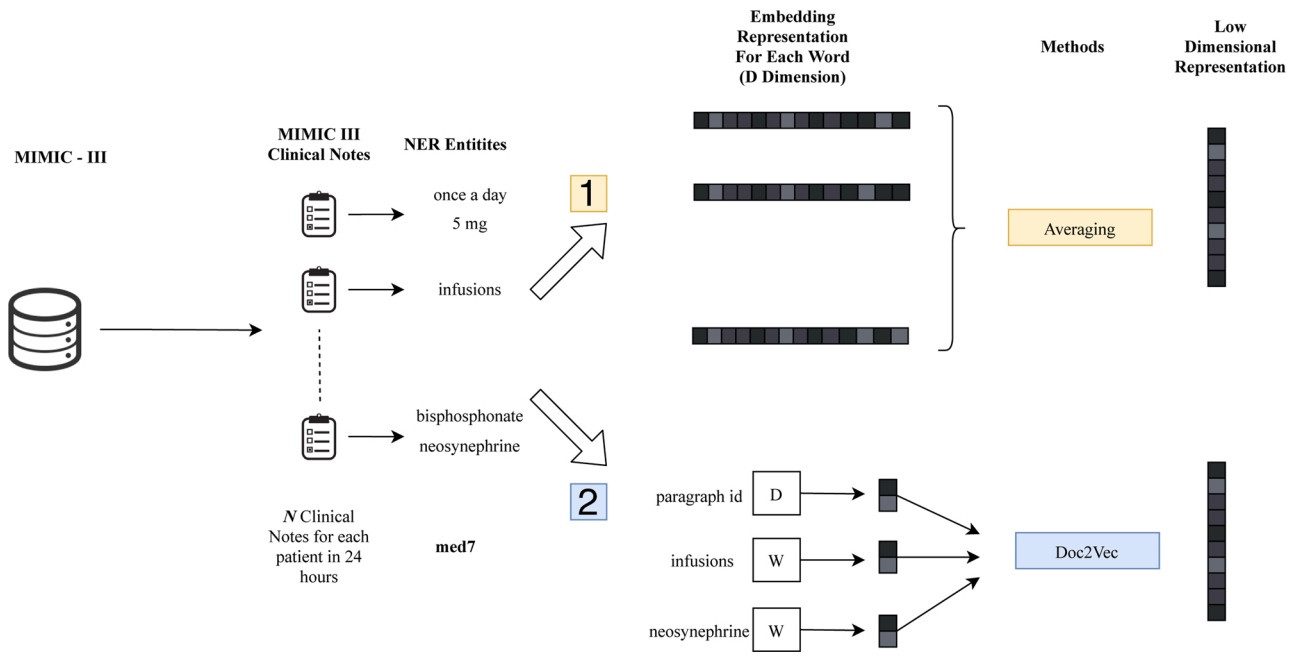 Embedding
Representation
For Each Word
(D Dimension)
Methods
Low
Dimensional
Representation
MIMIC - III
MIMIC III
Clinical Notes
NER Entitites
once a day
5 mg
infusions
bisphosphonate
neosynephrine
N Clinical
Notes for each
patient in 24
hours
med7
1
Averaging
2
paragraph id
D
infusions
W
neosynephrine
W
Doc2Vec